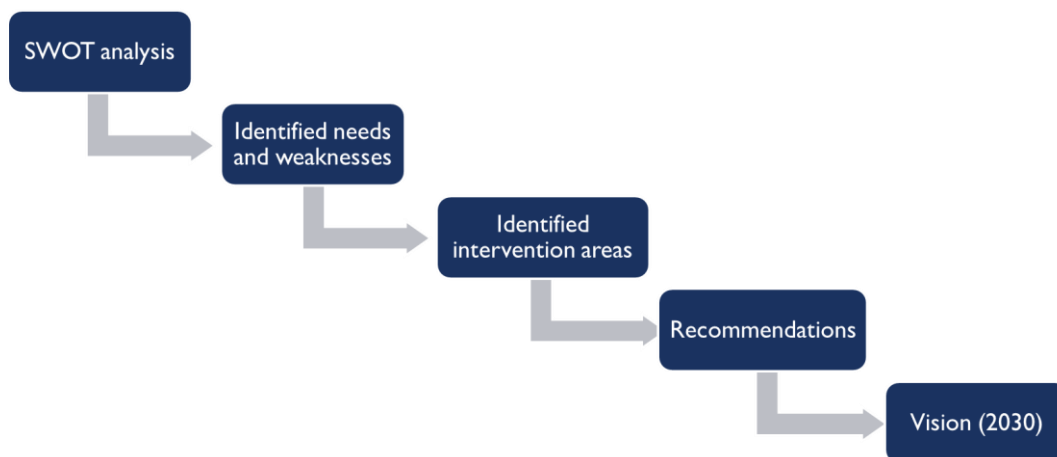 SWOT analysis
Identified needs
and weaknesses
Identified
intervention areas
Recommendations
Vision (2030)